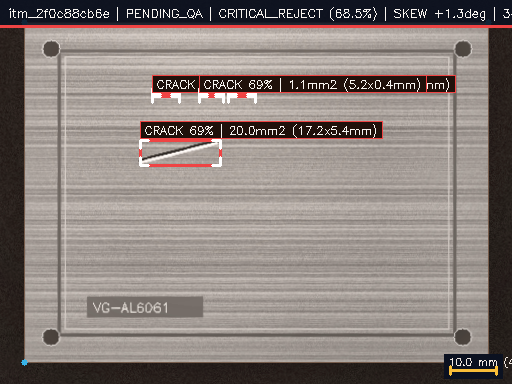 itm_2f0c88cb6e | PENDING_QA | CRITICAL_REJECT (68.5%) | SKEW +1.3deg | 3
CRACK CRACK 69% | 1.1mm2 (5.2x0.4mm) nm)
CRACK 69% | 20.0mm2 (17.2x5.4mm)
VG-AL6061
10.0 mm (4